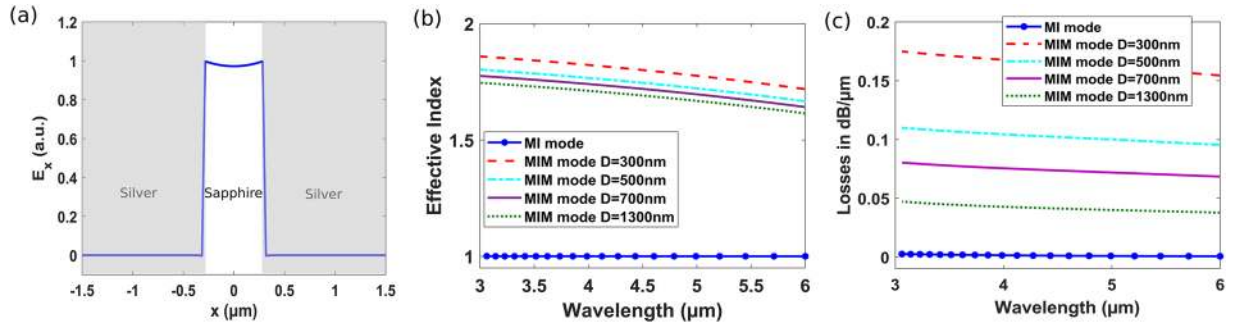 (a)
1.2
1
0.8
0.6
0.4
0.2
0
E_x (a.u.)
Silver
Sapphire
Silver
-1.5
-1
-0.5
0
0.5
1
1.5
x (µm)
(b)
2
1.5
1
Effective Index
MI mode
MIM mode D=300nm
MIM mode D=500nm
MIM mode D=700nm
MIM mode D=1300nm
3
3.5
4
4.5
5
5.5
6
Wavelength (µm)
(c)
0.2
0.15
0.1
0.05
0
Losses in dB/µm
MI mode
MIM mode D=300nm
MIM mode D=500nm
MIM mode D=700nm
MIM mode D=1300nm
3
4
5
6
Wavelength (µm)